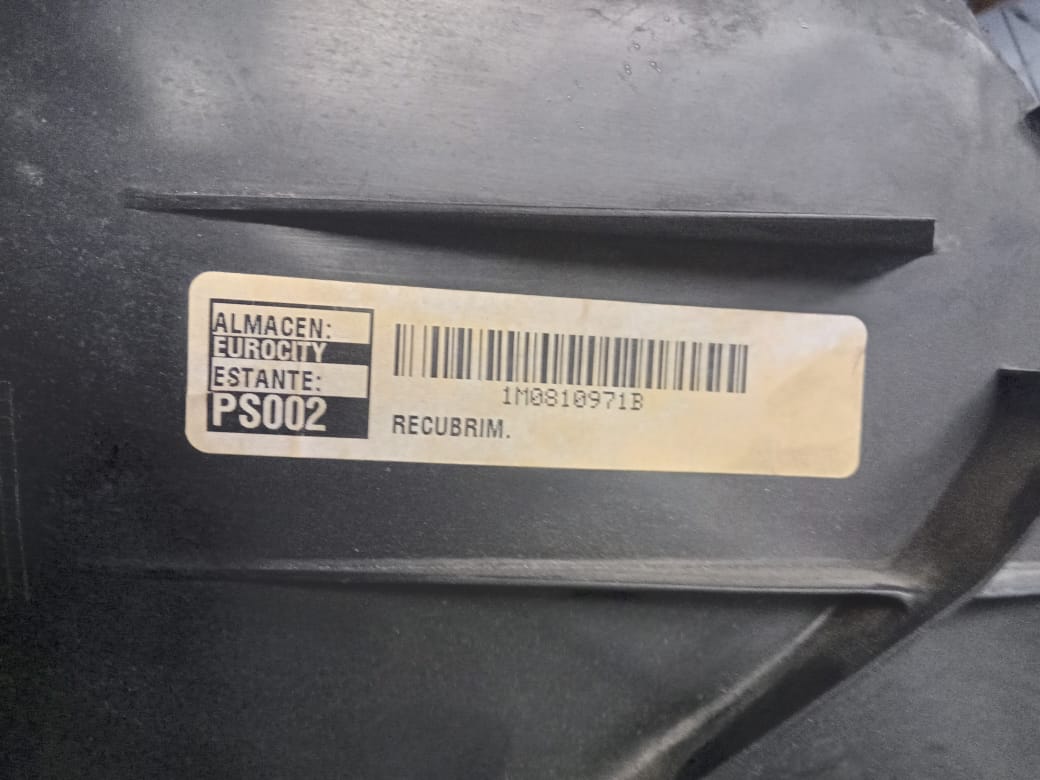 ALMACEN:
EUROCITY
ESTANTE:
PS002
1M0810971B
RECUBRIM.